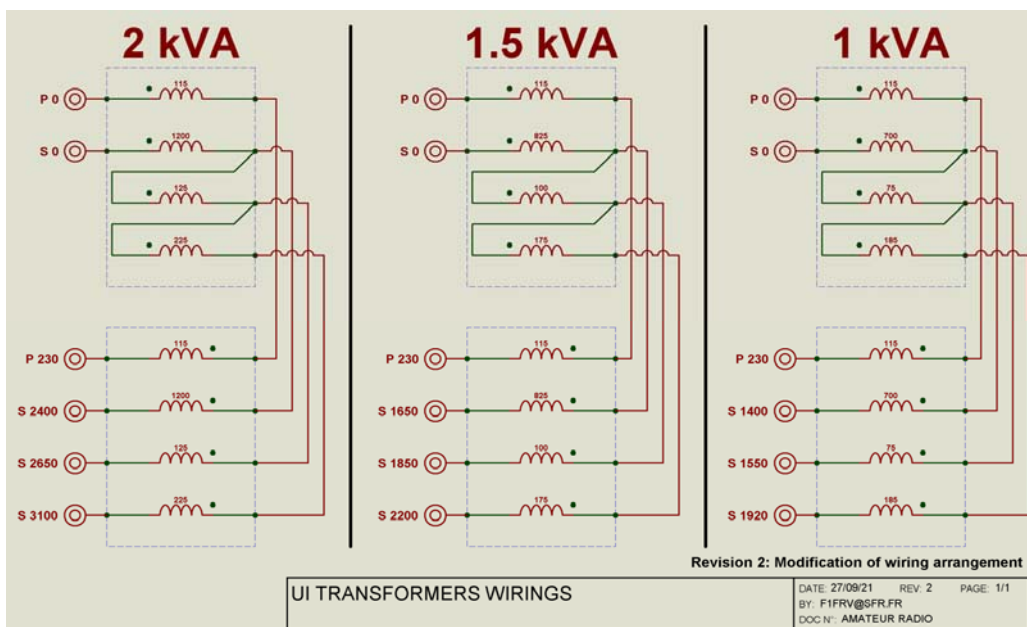 2 kVA
1.5 kVA
1 kVA
115
P 0
1200
S 0
125
225
115
P 230
1200
S 2400
125
S 2650
225
S 3100
115
P 0
825
S 0
100
175
115
P 230
825
S 1650
100
S 1850
175
S 2200
115
P 0
700
S 0
75
185
115
P 230
700
S 1400
75
S 1550
185
S 1920
Revision 2: Modification of wiring arrangement
UI TRANSFORMERS WIRINGS
DATE: 27/09/21 REV: 2 PAGE: 1/1
BY: F1FRV@SFR.FR
DOC N°: AMATEUR RADIO